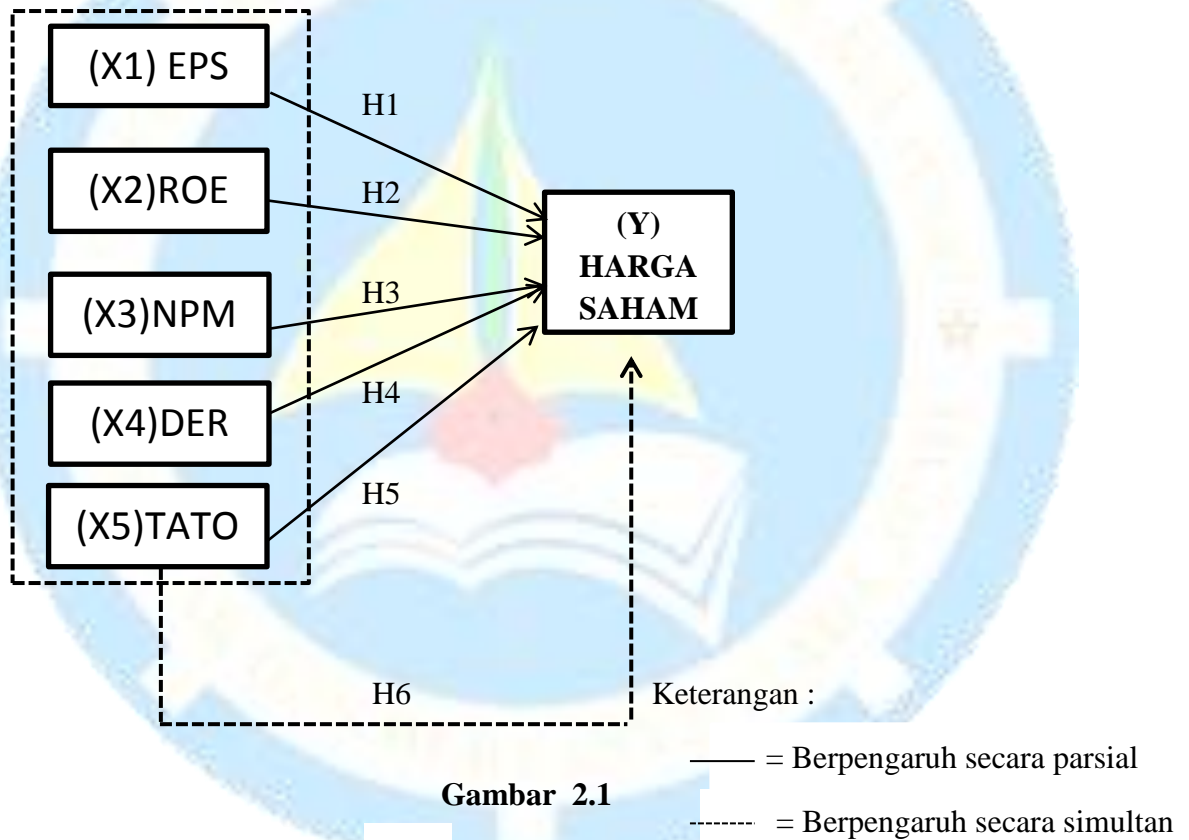 (X1) EPS
H1
(X2)ROE
H2
(Y)
HARGA
SAHAM
(X3)NPM
H3
(X4)DER
H4
(X5)TATO
H5
H6
Keterangan :
= Berpengaruh secara parsial
Gambar 2.1
= Berpengaruh secara simultan